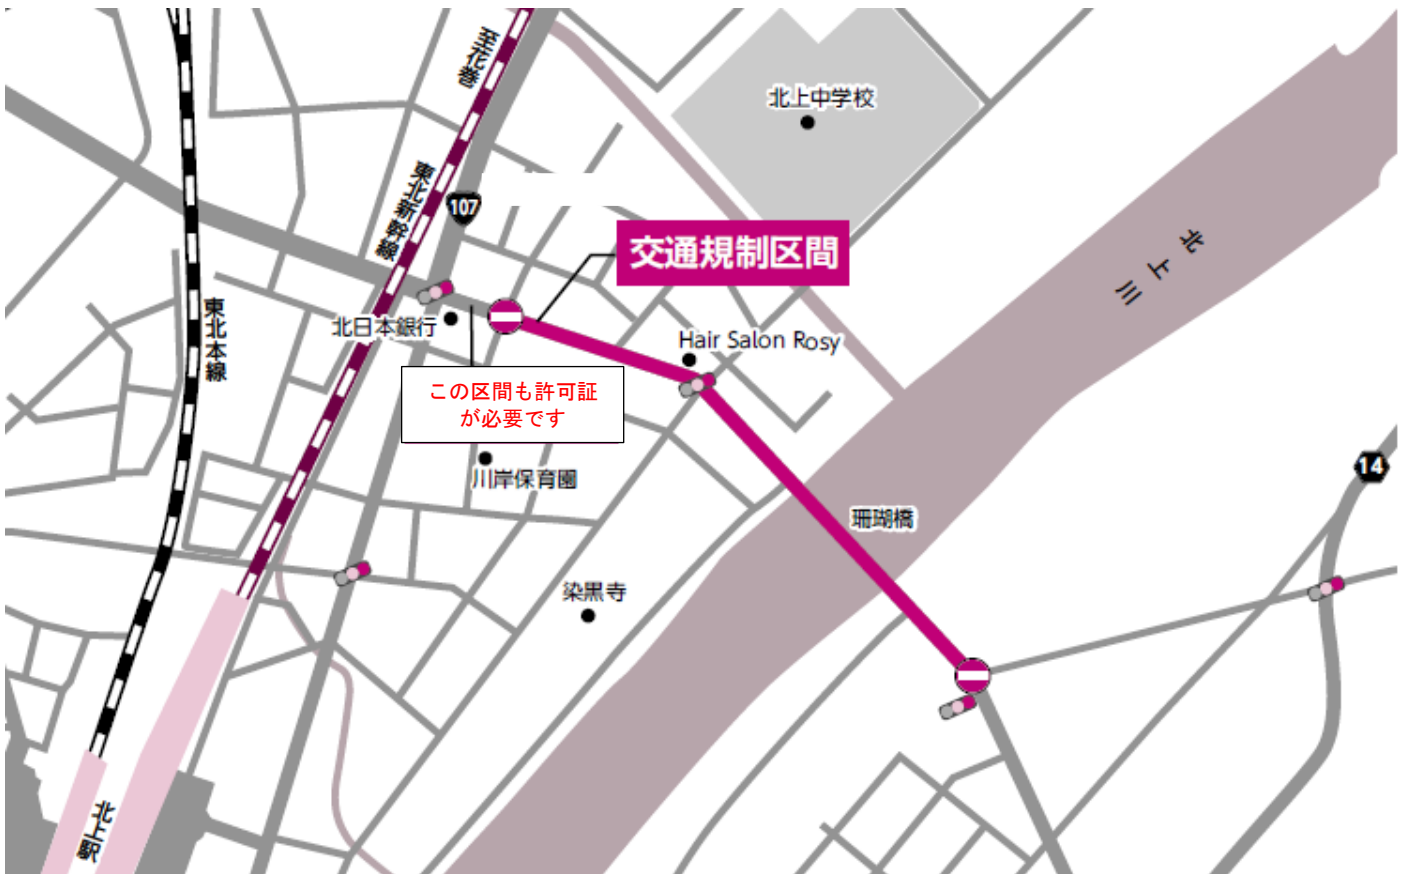 至花巻
北上中学校
東北新幹線
107
交通規制区間
北上川
東北本線
北日本銀行
Hair Salon Rosy
この区間も許可証
が必要です
14
川岸保育園
珊瑚橋
染黒寺
北上駅